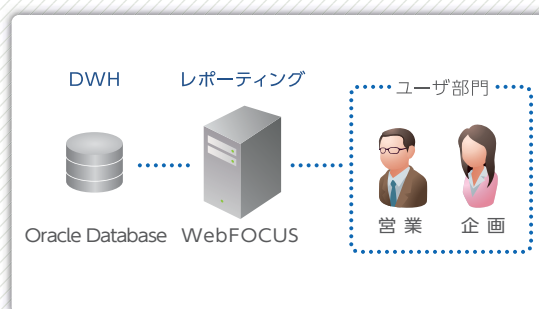 DWH
レポーティング
ユーザ部門
営業
企画
Oracle Database
WebFOCUS